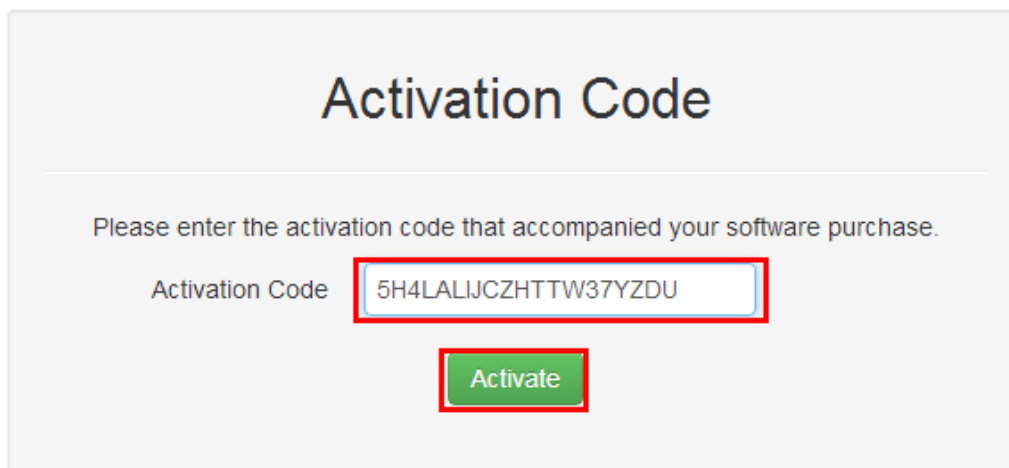 Activation Code
Please enter the activation code that accompanied your software purchase.
Activation Code 5H4LALIJCZHTTW37YZDU
Activate